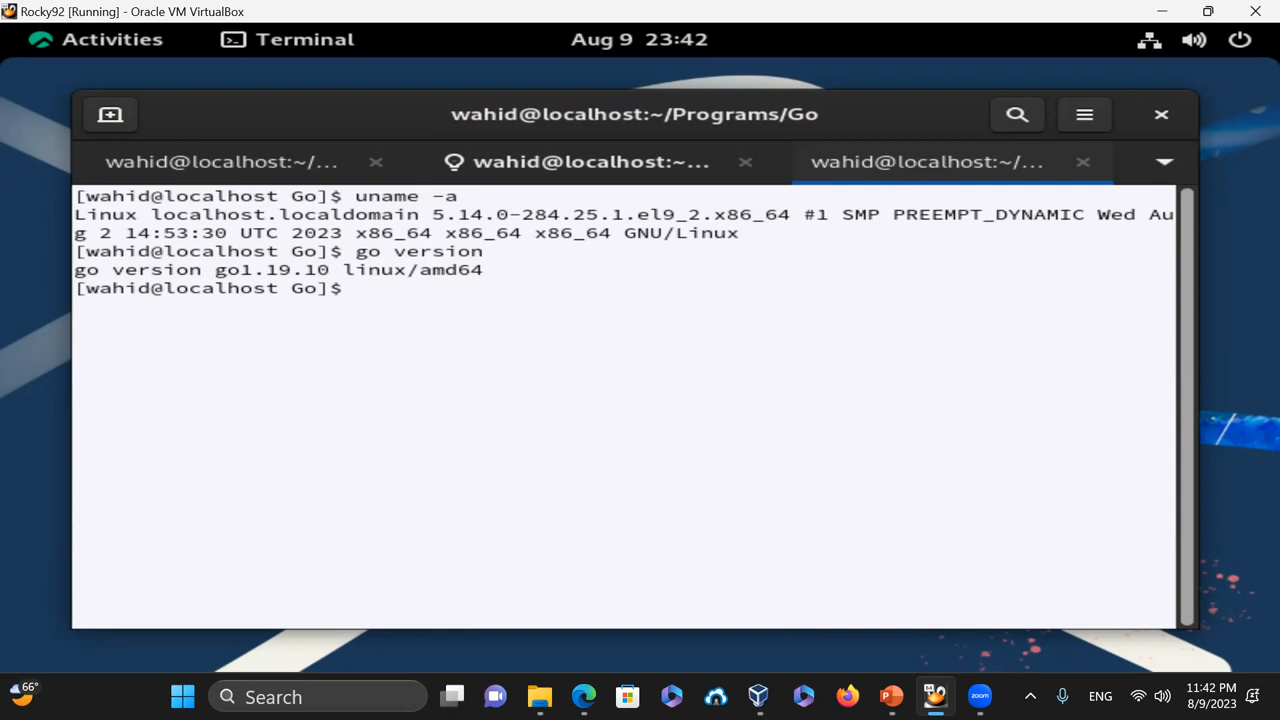 Rocky92 [Running] - Oracle VM VirtualBox
Activities Terminal Aug 9 23:42
wahid@localhost:~/Programs/Go
wahid@localhost:~/... wahid@localhost:~... wahid@localhost:~/...
[wahid@localhost Go]$ uname -a
Linux localhost.localdomain 5.14.0-284.25.1.el9_2.x86_64 #1 SMP PREEMPT_DYNAMIC Wed Au
g 2 14:53:30 UTC 2023 x86_64 x86_64 x86_64 GNU/Linux
[wahid@localhost Go]$ go version
go version go1.19.10 linux/amd64
[wahid@localhost Go]$
66°
Search
zoom
ENG
11:42 PM
8/9/2023